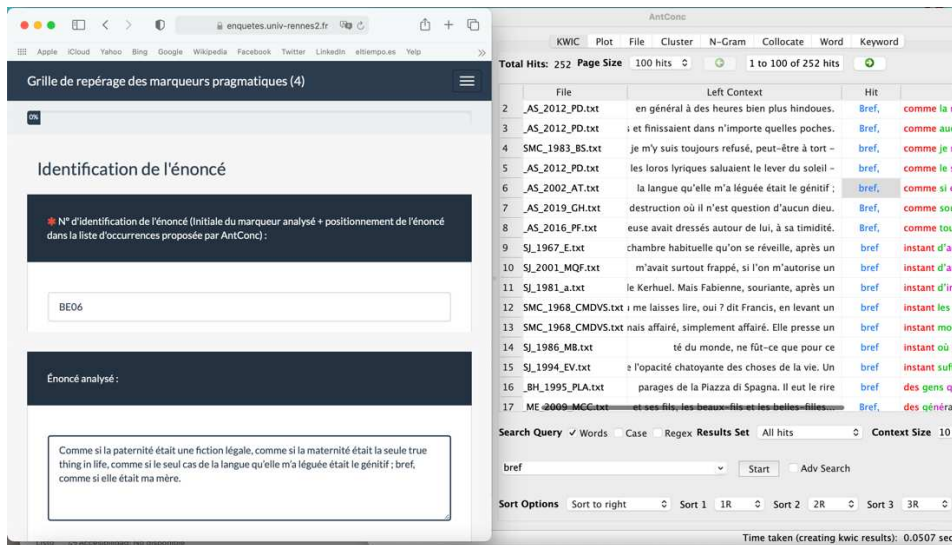 enquetes.univ-rennes2.fr
Apple iCloud Yahoo Bing Google Wikipedia Facebook Twitter LinkedIn eltiempo.es Yelp
Grille de repérage des marqueurs pragmatiques (4)
0%
Identification de l'énoncé
N° d'identification de l'énoncé (Initiale du marqueur analysé + positionnement de l'énoncé
dans la liste d'occurrences proposée par AntConc) :
BE06
Énoncé analysé :
Comme si la paternité était une fiction légale, comme si la maternité était la seule true
thing in life, comme si le seul cas de la langue qu'elle m'a léguée était le génitif ; bref,
comme si elle était ma mère.
AntConc
KWIC Plot File Cluster N-Gram Collocate Word Keyword
Total Hits: 252 Page Size 100 hits 1 to 100 of 252 hits
File Left Context Hit
2 _AS_2012_PD.txt en général à des heures bien plus hindoues. Bref, comme la
3 _AS_2012_PD.txt et finissaient dans n'importe quelles poches. Bref, comme
4 SMC_1983_BS.txt je m'y suis toujours refusé, peut-être à tort – Bref, comme je
5 _AS_2012_PD.txt les loros lyriques saluaient le lever du soleil – Bref, comme le
6 _AS_2002_AT.txt la langue qu'elle m'a léguée était le génitif ; bref, comme si
7 _AS_2019_GH.txt destruction où il n'est question d'aucun dieu. Bref, comme
8 _AS_2016_PF.txt euse avait dressés autour de lui, à sa timidité. Bref, comme
9 SJ_1967_E.txt chambre habituelle qu'on se réveille, après un bref instant
10 SJ_2001_MQF.txt m'avait surtout frappé, si l'on m'autorise un bref instant
11 SJ_1981_a.txt le Kerhuel. Mais Fabienne, souriante, après un bref instant
12 SMC_1968_CMDVS.txt me laisses lire, oui ? dit Francis, en levant un bref instant les
13 SMC_1968_CMDVS.txt mais affairé, simplement affairé. Elle presse un bref instant
14 SJ_1986_MB.txt té du monde, ne fût-ce que pour ce bref instant où
15 SJ_1994_EV.txt e l'opacité chatoyante des choses de la vie. Un bref instant
16 _BH_1995_PLA.txt parages de la Piazza di Spagna. Il eut le rire bref des gens
17 _ME_2009_MCC.txt et ses fils, les beaux-fils et les belles-filles... Bref, des
Search Query Words Case Regex Results Set All hits Context Size 10
bref Start Adv Search
Sort Options Sort to right Sort 1 1R Sort 2 2R Sort 3 3R
Time taken (creating kwic results): 0.0507